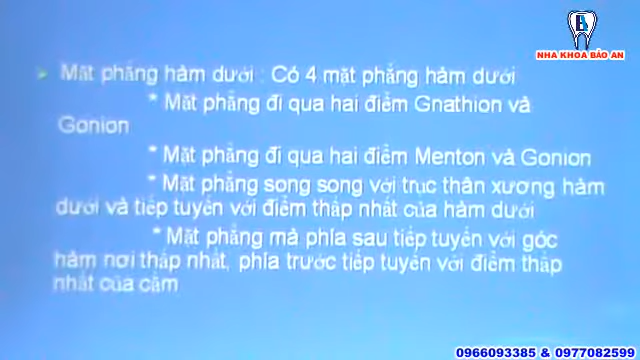 NHA KHOA BẢO AN
Mặt phẳng hàm dưới : Có 4 mặt phẳng hàm dưới
* Mặt phẳng đi qua hai điểm Gnathion và
Gonion
* Mặt phẳng đi qua hai điểm Menton và Gonion
* Mặt phẳng song song với trục thân xương hàm
dưới và tiếp tuyến với điểm thấp nhất của hàm dưới
* Mặt phẳng mà phía sau tiếp tuyến với góc
hàm nơi thấp nhất, phía trước tiếp tuyến với điểm thấp
nhất của cằm
0966093385 & 0977082599